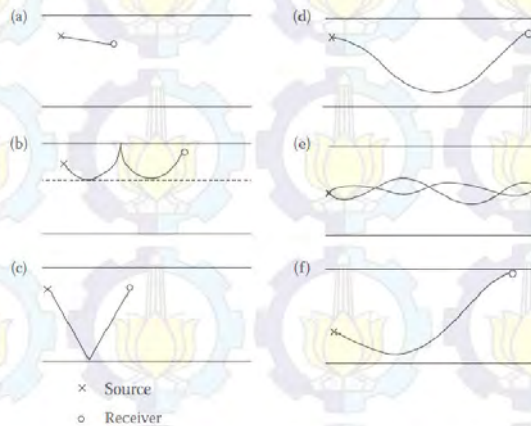 (a)
(d)
(b)
(e)
(c)
(f)
× Source
○ Receiver